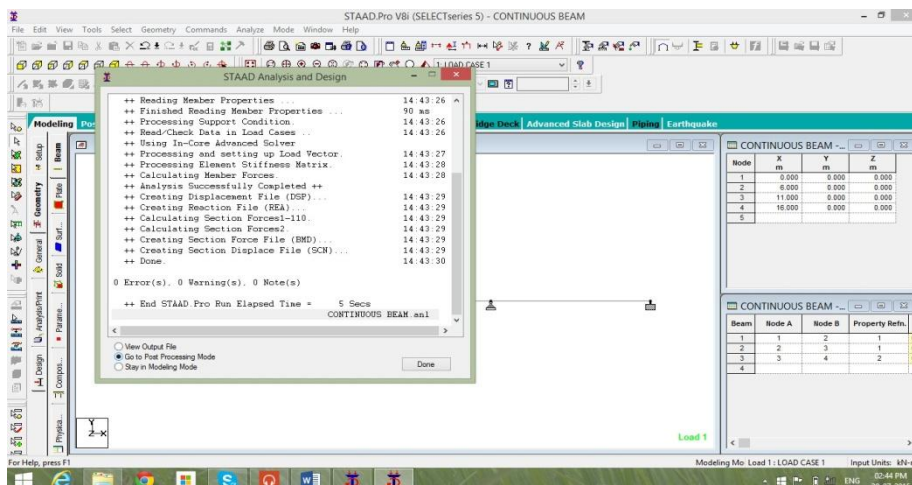 STAAD.Pro V8i (SELECTseries 5) - CONTINUOUS BEAM
File Edit View Tools Select Geometry Commands Analyze Mode Window Help
1: LOAD CASE 1
Modeling
idge Deck Advanced Slab Design Piping Earthquake
STAAD Analysis and Design
++ Reading Member Properties ... 14:43:26
++ Finished Reading Member Properties ... 90 ms
++ Processing Support Condition. 14:43:26
++ Read/Check Data in Load Cases .. 14:43:26
++ Using In-Core Advanced Solver
++ Processing and setting up Load Vector. 14:43:27
++ Processing Element Stiffness Matrix. 14:43:28
++ Calculating Member Forces. 14:43:28
++ Analysis Successfully Completed ++
++ Creating Displacement File (DSP)... 14:43:29
++ Creating Reaction File (REA)... 14:43:29
++ Calculating Section Forces1-110. 14:43:29
++ Calculating Section Forces2. 14:43:29
++ Creating Section Force File (BMD)... 14:43:29
++ Creating Section Displace File (SCN)... 14:43:29
++ Done. 14:43:30
0 Error(s), 0 Warning(s), 0 Note(s)
++ End STAAD.Pro Run Elapsed Time = 5 Secs
CONTINUOUS BEAM.anl
View Output File
Go to Post Processing Mode
Stay in Modeling Mode
Done
Setup
Geometry
General
Analysis/Print
Design
Beam
Plate
Surf...
Solid
Parame...
Compos...
Physica...
CONTINUOUS BEAM -...
Node X m Y m Z m
1 0.000 0.000 0.000
2 6.000 0.000 0.000
3 11.000 0.000 0.000
4 16.000 0.000 0.000
5
CONTINUOUS BEAM -...
Beam Node A Node B Property Refn.
1 1 2 1
2 2 3 1
3 3 4 2
4
Y
Z X
Load 1
For Help, press F1
Modeling Mo Load 1 : LOAD CASE 1 Input Units: kN-
ENG 02:44 PM